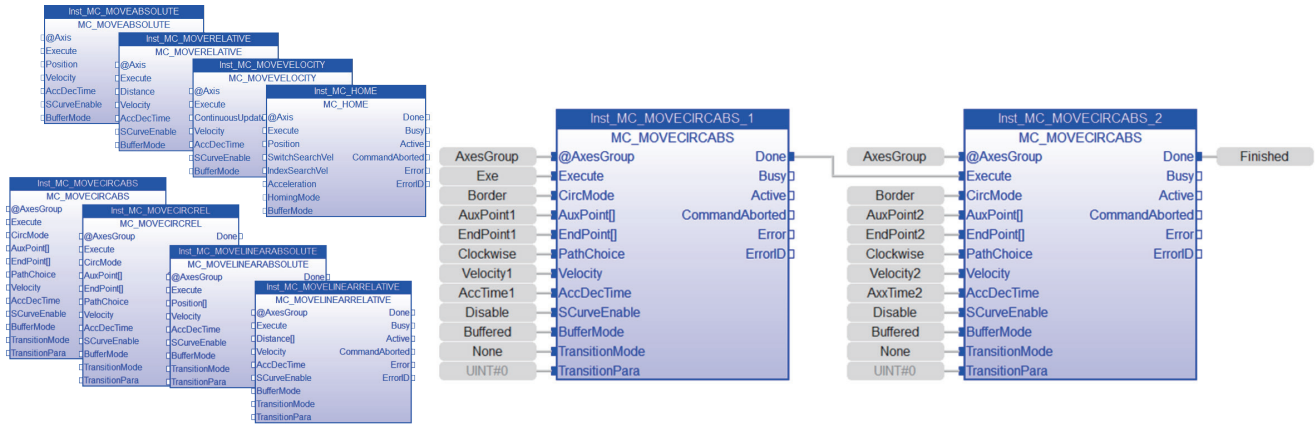 Inst_MC_MOVEABSOLUTE
MC_MOVEABSOLUTE
@Axis
Execute
Position
Velocity
AccDecTime
SCurveEnable
BufferMode
Inst_MC_MOVERELATIVE
MC_MOVERELATIVE
@Axis
Execute
Distance
Velocity
AccDecTime
SCurveEnable
BufferMode
Inst_MC_MOVEVELOCITY
MC_MOVEVELOCITY
@Axis
Execute
ContinuousUpdat
Velocity
AccDecTime
SCurveEnable
BufferMode
Inst_MC_HOME
MC_HOME
@Axis Done
Execute Busy
Position Active
SwitchSearchVel CommandAborted
IndexSearchVel Error
Acceleration ErrorID
HomingMode
BufferMode
Inst_MC_MOVECIRCABS
MC_MOVECIRCABS
@AxesGroup
Execute
CircMode
AuxPoint[]
EndPoint[]
PathChoice
Velocity
AccDecTime
SCurveEnable
BufferMode
TransitionMode
TransitionPara
Inst_MC_MOVECIRCREL
MC_MOVECIRCREL
@AxesGroup Done
Execute
CircMode
AuxPoint[]
EndPoint[]
PathChoice
Velocity
AccDecTime
SCurveEnable
BufferMode
TransitionMode
TransitionPara
Inst_MC_MOVELINEARABSOLUTE
MC_MOVELINEARABSOLUTE
@AxesGroup Done
Execute
Position[]
Velocity
AccDecTime
SCurveEnable
BufferMode
TransitionMode
TransitionPara
Inst_MC_MOVELINEARRELATIVE
MC_MOVELINEARRELATIVE
@AxesGroup Done
Execute Busy
Distance[] Active
Velocity CommandAborted
AccDecTime Error
SCurveEnable ErrorID
BufferMode
TransitionMode
TransitionPara
Inst_MC_MOVECIRCABS_1
MC_MOVECIRCABS
AxesGroup @AxesGroup Done
Exe Execute Busy
Border CircMode Active
AuxPoint1 AuxPoint[] CommandAborted
EndPoint1 EndPoint[] Error
Clockwise PathChoice ErrorID
Velocity1 Velocity
AccTime1 AccDecTime
Disable SCurveEnable
Buffered BufferMode
None TransitionMode
UINT#0 TransitionPara
Inst_MC_MOVECIRCABS_2
MC_MOVECIRCABS
AxesGroup @AxesGroup Done Finished
Execute Busy
Border CircMode Active
AuxPoint2 AuxPoint[] CommandAborted
EndPoint2 EndPoint[] Error
Clockwise PathChoice ErrorID
Velocity2 Velocity
AxxTime2 AccDecTime
Disable SCurveEnable
Buffered BufferMode
None TransitionMode
UINT#0 TransitionPara